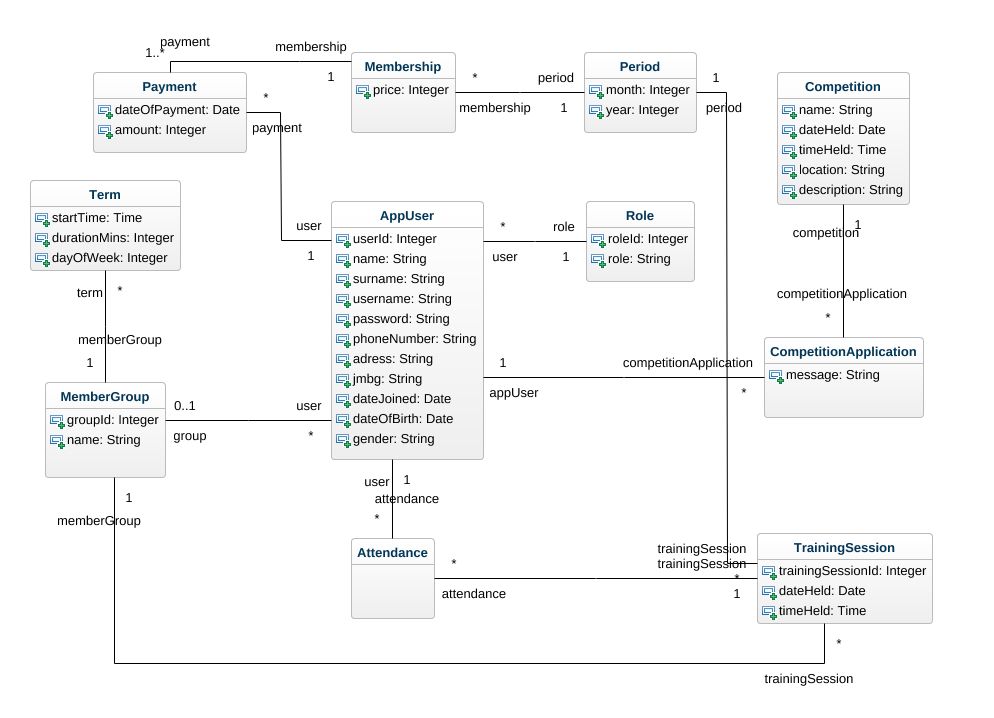 payment
1..*
membership
1
Payment
dateOfPayment: Date
amount: Integer
*
payment
Membership
price: Integer
*
membership
period
1
Period
month: Integer
year: Integer
1
period
Competition
name: String
dateHeld: Date
timeHeld: Time
location: String
description: String
1
competition
competitionApplication
*
Term
startTime: Time
durationMins: Integer
dayOfWeek: Integer
term
*
memberGroup
1
user
1
AppUser
userId: Integer
name: String
surname: String
username: String
password: String
phoneNumber: String
adress: String
jmbg: String
dateJoined: Date
dateOfBirth: Date
gender: String
*
user
role
1
Role
roleId: Integer
role: String
1
appUser
competitionApplication
*
CompetitionApplication
message: String
MemberGroup
groupId: Integer
name: String
0..1
group
user
*
1
memberGroup
user
1
attendance
*
Attendance
*
attendance
trainingSession
trainingSession
*
1
TrainingSession
trainingSessionId: Integer
dateHeld: Date
timeHeld: Time
*
trainingSession